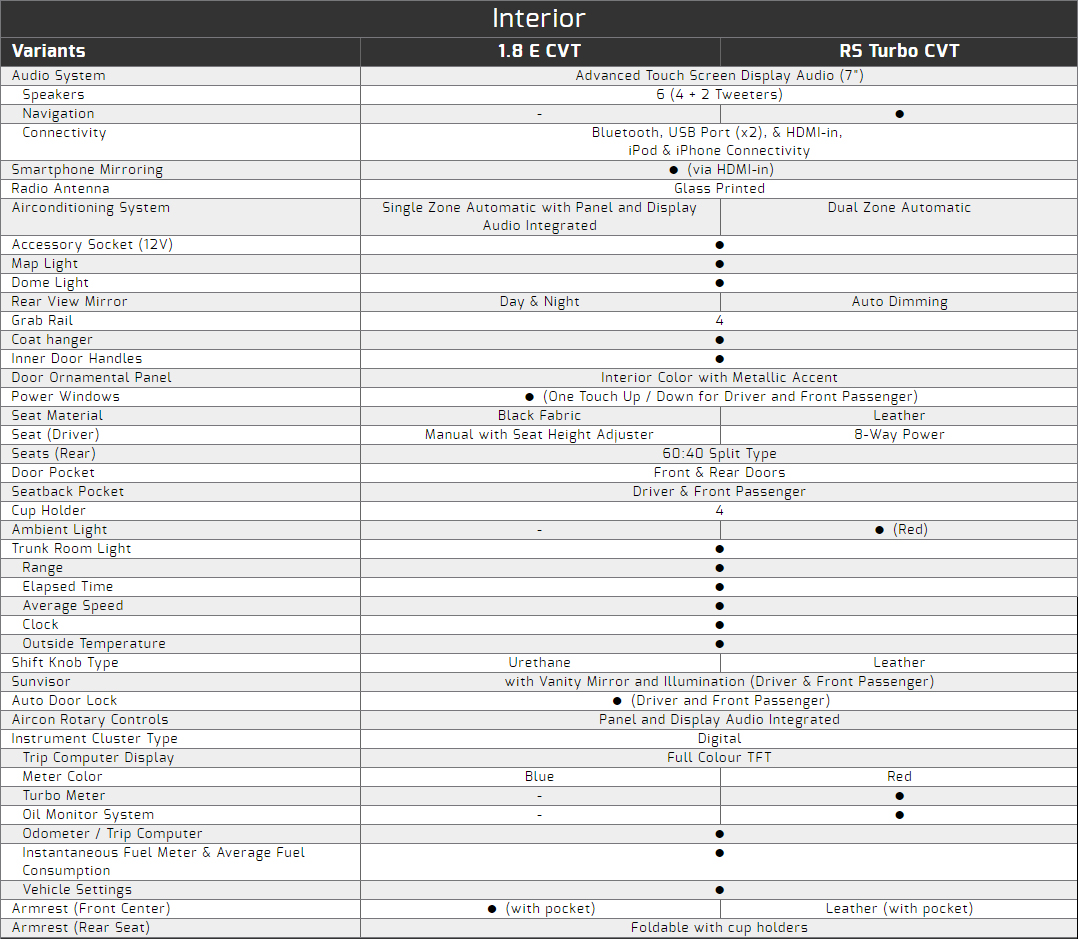 Interior
Variants 1.8 E CVT RS Turbo CVT
Audio System Advanced Touch Screen Display Audio (7")
Speakers 6 (4 + 2 Tweeters)
Navigation - ●
Connectivity Bluetooth, USB Port (x2), & HDMI-in,
iPod & iPhone Connectivity
Smartphone Mirroring ● (via HDMI-in)
Radio Antenna Glass Printed
Airconditioning System Single Zone Automatic with Panel and Display Dual Zone Automatic
Audio Integrated
Accessory Socket (12V) ●
Map Light ●
Dome Light ●
Rear View Mirror Day & Night Auto Dimming
Grab Rail 4
Coat hanger ●
Inner Door Handles ●
Door Ornamental Panel Interior Color with Metallic Accent
Power Windows ● (One Touch Up / Down for Driver and Front Passenger)
Seat Material Black Fabric Leather
Seat (Driver) Manual with Seat Height Adjuster 8-Way Power
Seats (Rear) 60:40 Split Type
Door Pocket Front & Rear Doors
Seatback Pocket Driver & Front Passenger
Cup Holder 4
Ambient Light - ● (Red)
Trunk Room Light ●
Range ●
Elapsed Time ●
Average Speed ●
Clock ●
Outside Temperature ●
Shift Knob Type Urethane Leather
Sunvisor with Vanity Mirror and Illumination (Driver & Front Passenger)
Auto Door Lock ● (Driver and Front Passenger)
Aircon Rotary Controls Panel and Display Audio Integrated
Instrument Cluster Type Digital
Trip Computer Display Full Colour TFT
Meter Color Blue Red
Turbo Meter - ●
Oil Monitor System - ●
Odometer / Trip Computer ●
Instantaneous Fuel Meter & Average Fuel ●
Consumption
Vehicle Settings ●
Armrest (Front Center) ● (with pocket) Leather (with pocket)
Armrest (Rear Seat) Foldable with cup holders